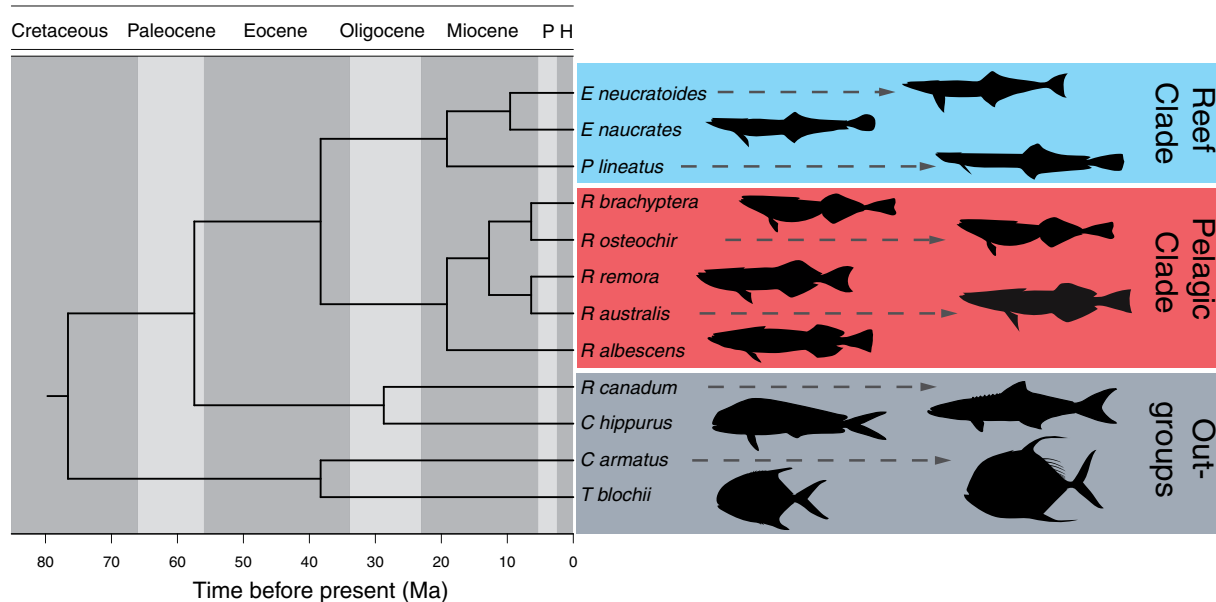 Cretaceous Paleocene Eocene Oligocene Miocene P H
E neucratoides
E naucrates
P lineatus
Reef
Clade
R brachyptera
R osteochir
R remora
R australis
R albescens
Pelagic
Clade
R canadum
C hippurus
C armatus
T blochii
Out-
groups
80 70 60 50 40 30 20 10 0
Time before present (Ma)